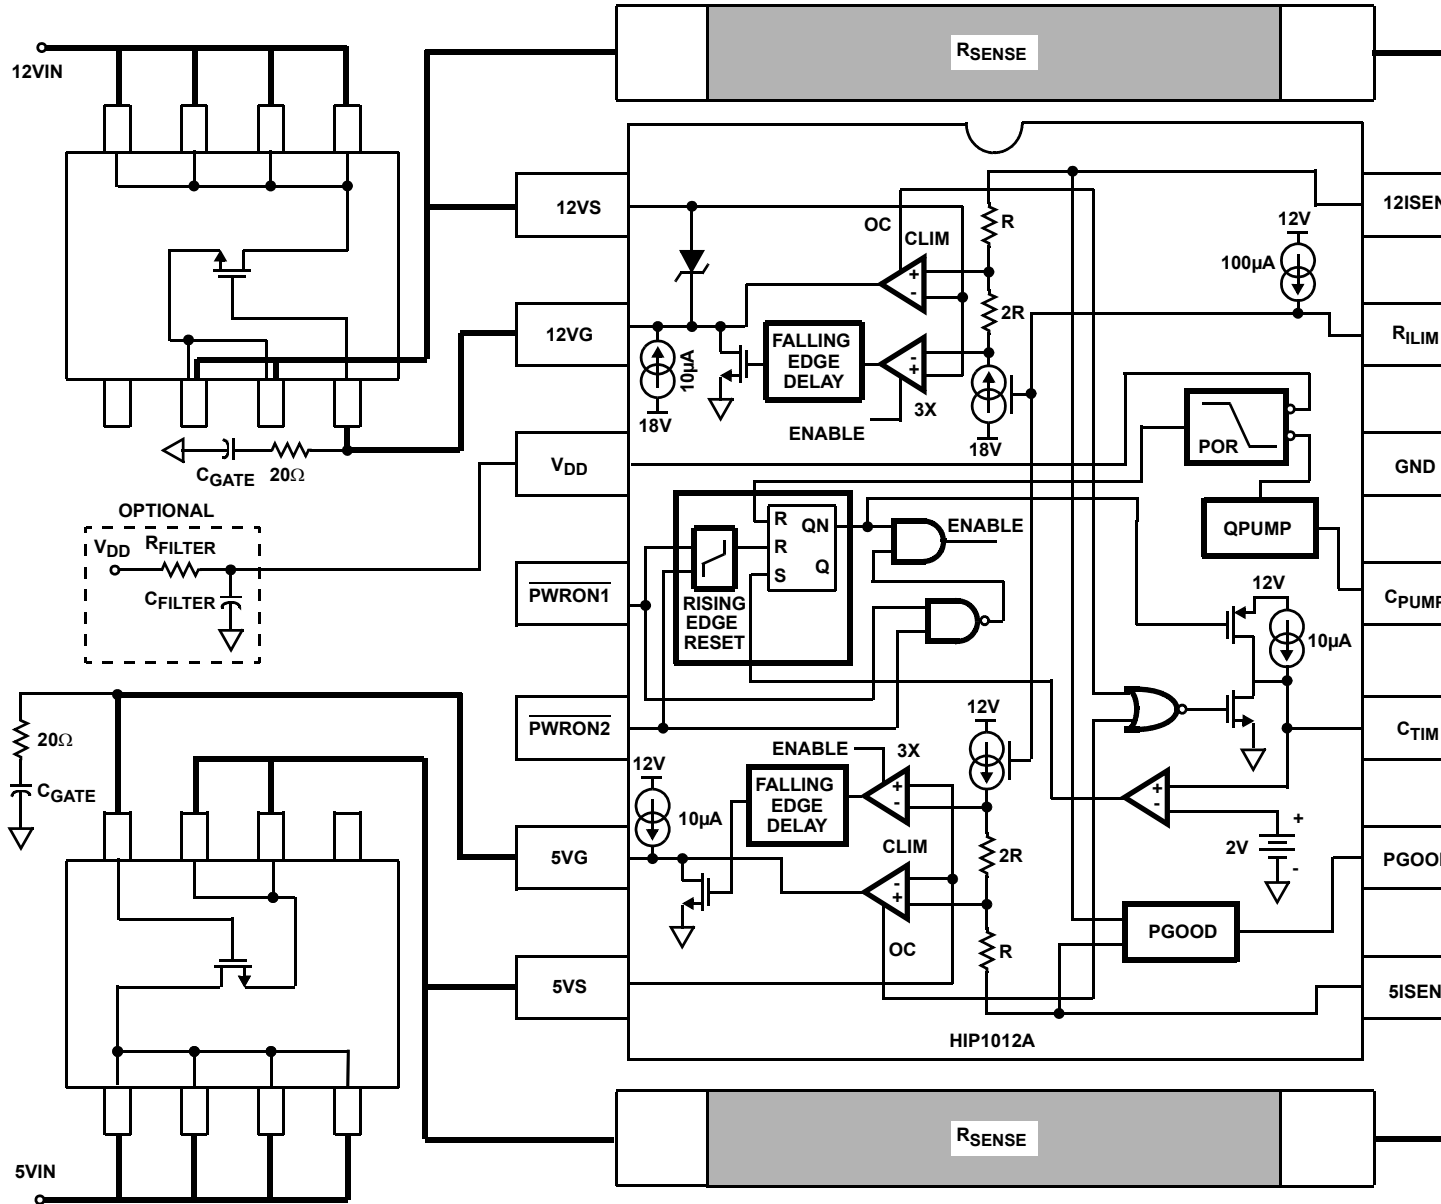 12VIN
RSENSE
12VS
OC
CLIM
R
12V
100µA
12ISEN
12VG
+
-
2R
FALLING
EDGE
DELAY
-
+
3X
10µA
18V
ENABLE
18V
RILIM
POR
CGATE
20Ω
VDD
GND
OPTIONAL
VDD
RFILTER
CFILTER
R
QN
R
Q
S
ENABLE
QPUMP
PWRON1
RISING
EDGE
RESET
12V
10µA
CPUMP
20Ω
CGATE
PWRON2
12V
CTIM
12V
10µA
ENABLE
3X
FALLING
EDGE
DELAY
+
-
+
-
2V
+
-
5VG
CLIM
-
+
2R
PGOOD
PGOOD
OC
R
5VS
5ISEN
HIP1012A
RSENSE
5VIN